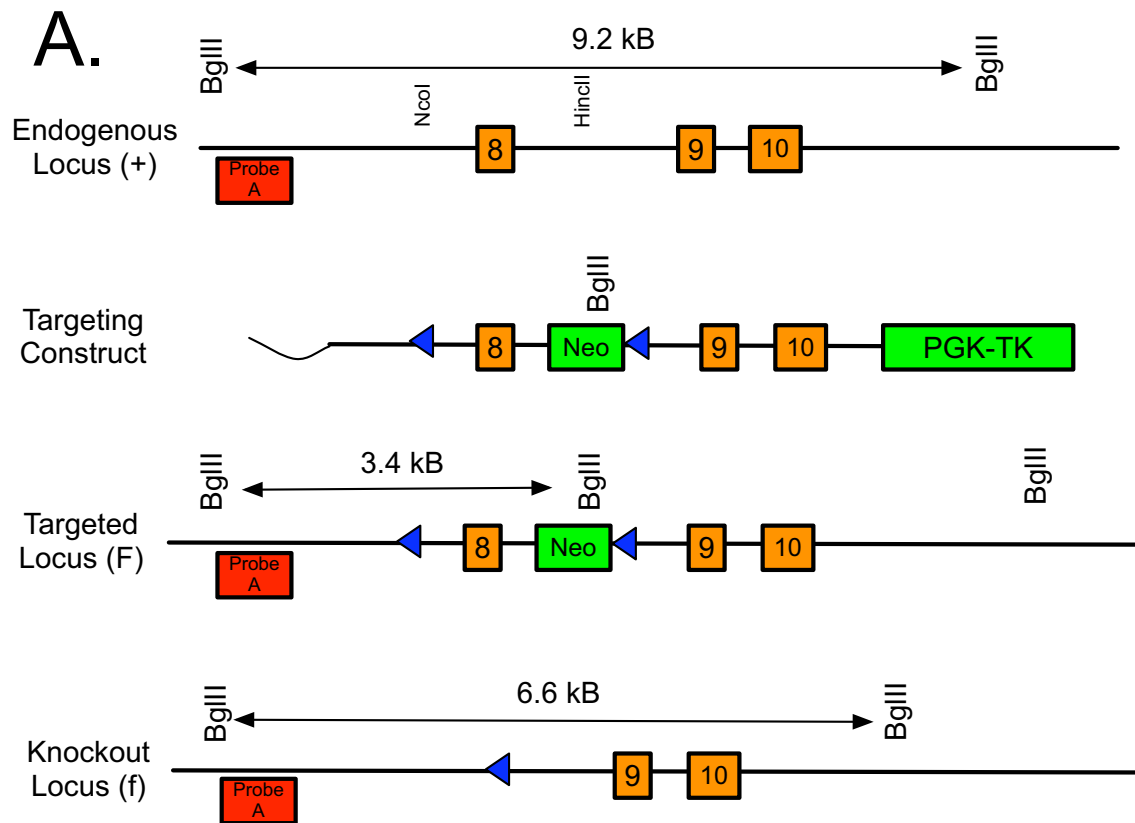 A.
9.2 kB
BglII
BglII
NcoI
HincII
Endogenous
Locus (+)
8
9
10
Probe
A
BglII
Targeting
Construct
8
Neo
9
10
PGK-TK
BglII
3.4 kB
BglII
BglII
Targeted
Locus (F)
8
Neo
9
10
Probe
A
BglII
6.6 kB
BglII
Knockout
Locus (f)
9
10
Probe
A